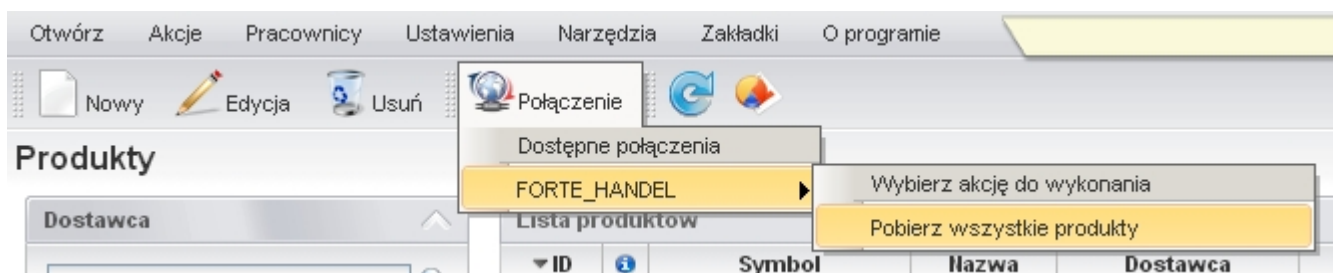 Otwórz Akcje Pracownicy Ustawienia Narzędzia Zakładki O programie
Nowy Edycja Usuń Połączenie
Dostępne połączenia
Produkty
FORTE_HANDEL
Wybierz akcję do wykonania
Dostawca
Lista produktów
Pobierz wszystkie produkty
ID Symbol Nazwa Dostawca